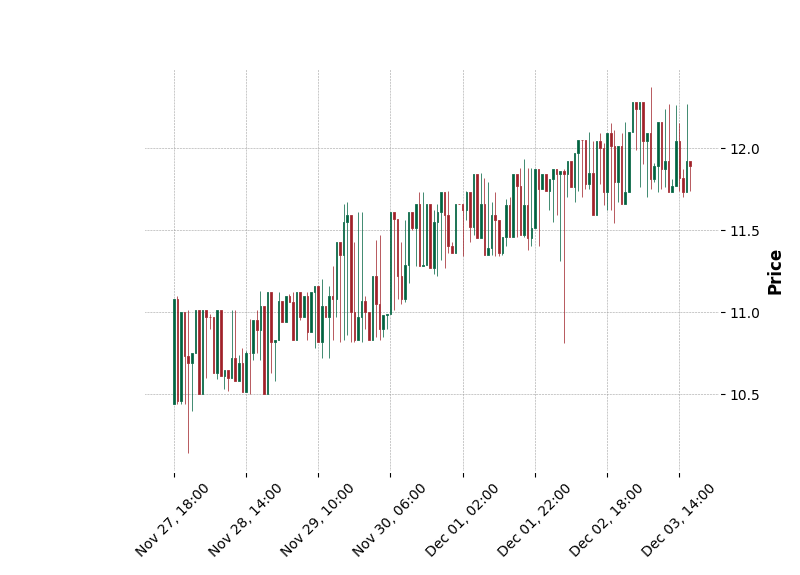 12.0
11.5
11.0
10.5
Price
Nov 27, 18:00
Nov 28, 14:00
Nov 29, 10:00
Nov 30, 06:00
Dec 01, 02:00
Dec 01, 22:00
Dec 02, 18:00
Dec 03, 14:00